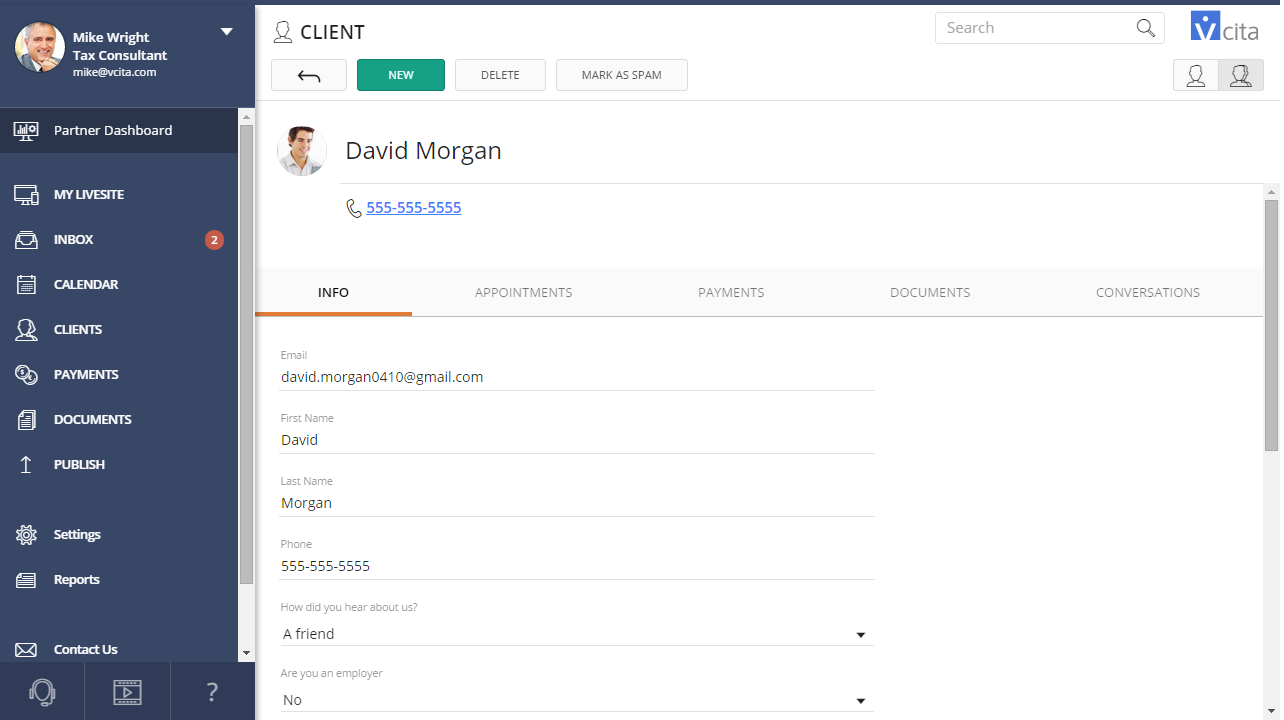 Mike Wright
Tax Consultant
mike@vcita.com
Partner Dashboard
MY LIVESITE
INBOX 2
CALENDAR
CLIENTS
PAYMENTS
DOCUMENTS
PUBLISH
Settings
Reports
Contact Us
?
CLIENT
Search
vcita
NEW DELETE MARK AS SPAM
David Morgan
555-555-5555
INFO APPOINTMENTS PAYMENTS DOCUMENTS CONVERSATIONS
Email
david.morgan0410@gmail.com
First Name
David
Last Name
Morgan
Phone
555-555-5555
How did you hear about us?
A friend
Are you an employer
No